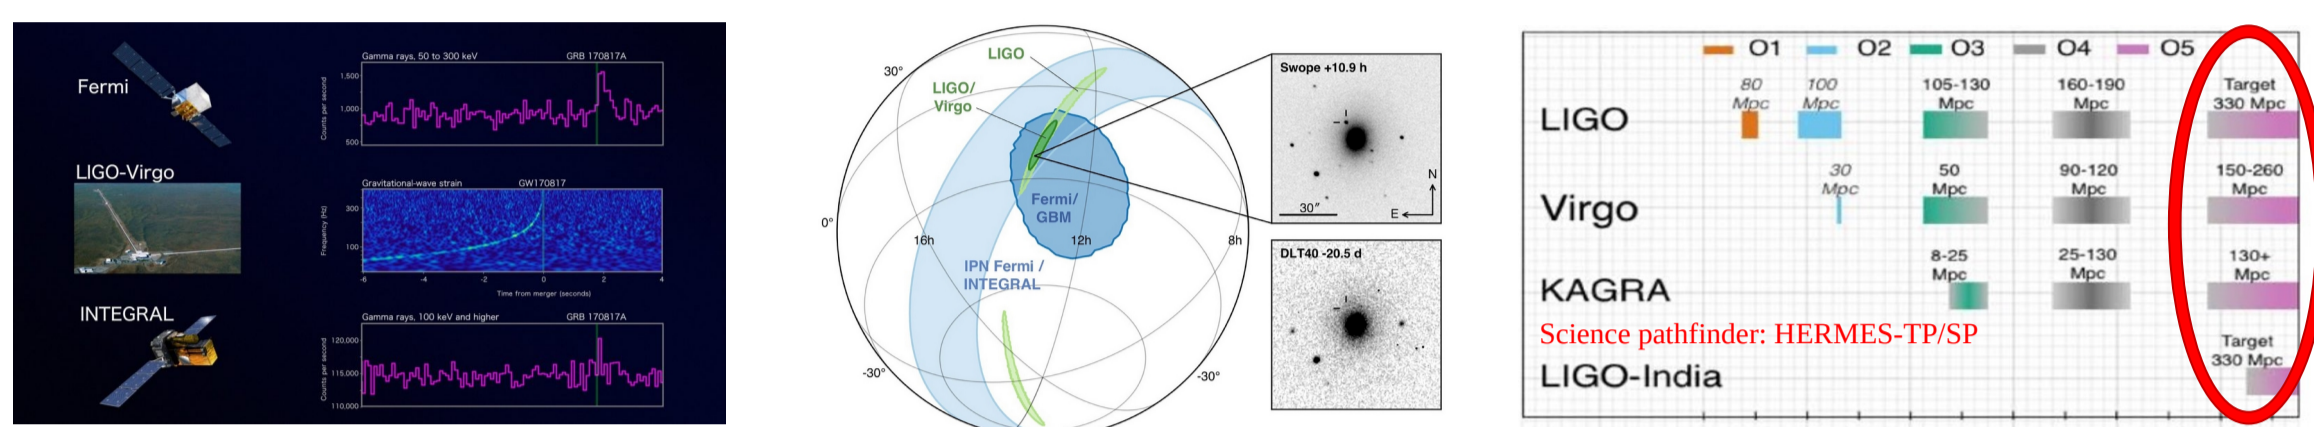 Fermi
Gamma rays, 50 to 300 keV
GRB 170817A
Counts per second
1,500
1,000
500
LIGO-Virgo
Gravitational-wave strain
GW170817
Frequency (Hz)
300
100
-6
-4
-2
0
2
4
Time from merger (seconds)
INTEGRAL
Gamma rays, 100 keV and higher
GRB 170817A
Counts per second
120,000
115,000
110,000
LIGO
30°
LIGO/
Virgo
0°
Fermi/
GBM
16h
12h
8h
IPN Fermi /
INTEGRAL
-30°
-30°
Swope +10.9 h
N
30"
E
DLT40 -20.5 d
O1
O2
O3
O4
O5
LIGO
80
Mpc
100
Mpc
105-130
Mpc
160-190
Mpc
Target
330 Mpc
Virgo
30
Mpc
50
Mpc
90-120
Mpc
150-260
Mpc
KAGRA
8-25
Mpc
25-130
Mpc
130+
Mpc
Science pathfinder: HERMES-TP/SP
LIGO-India
Target
330 Mpc